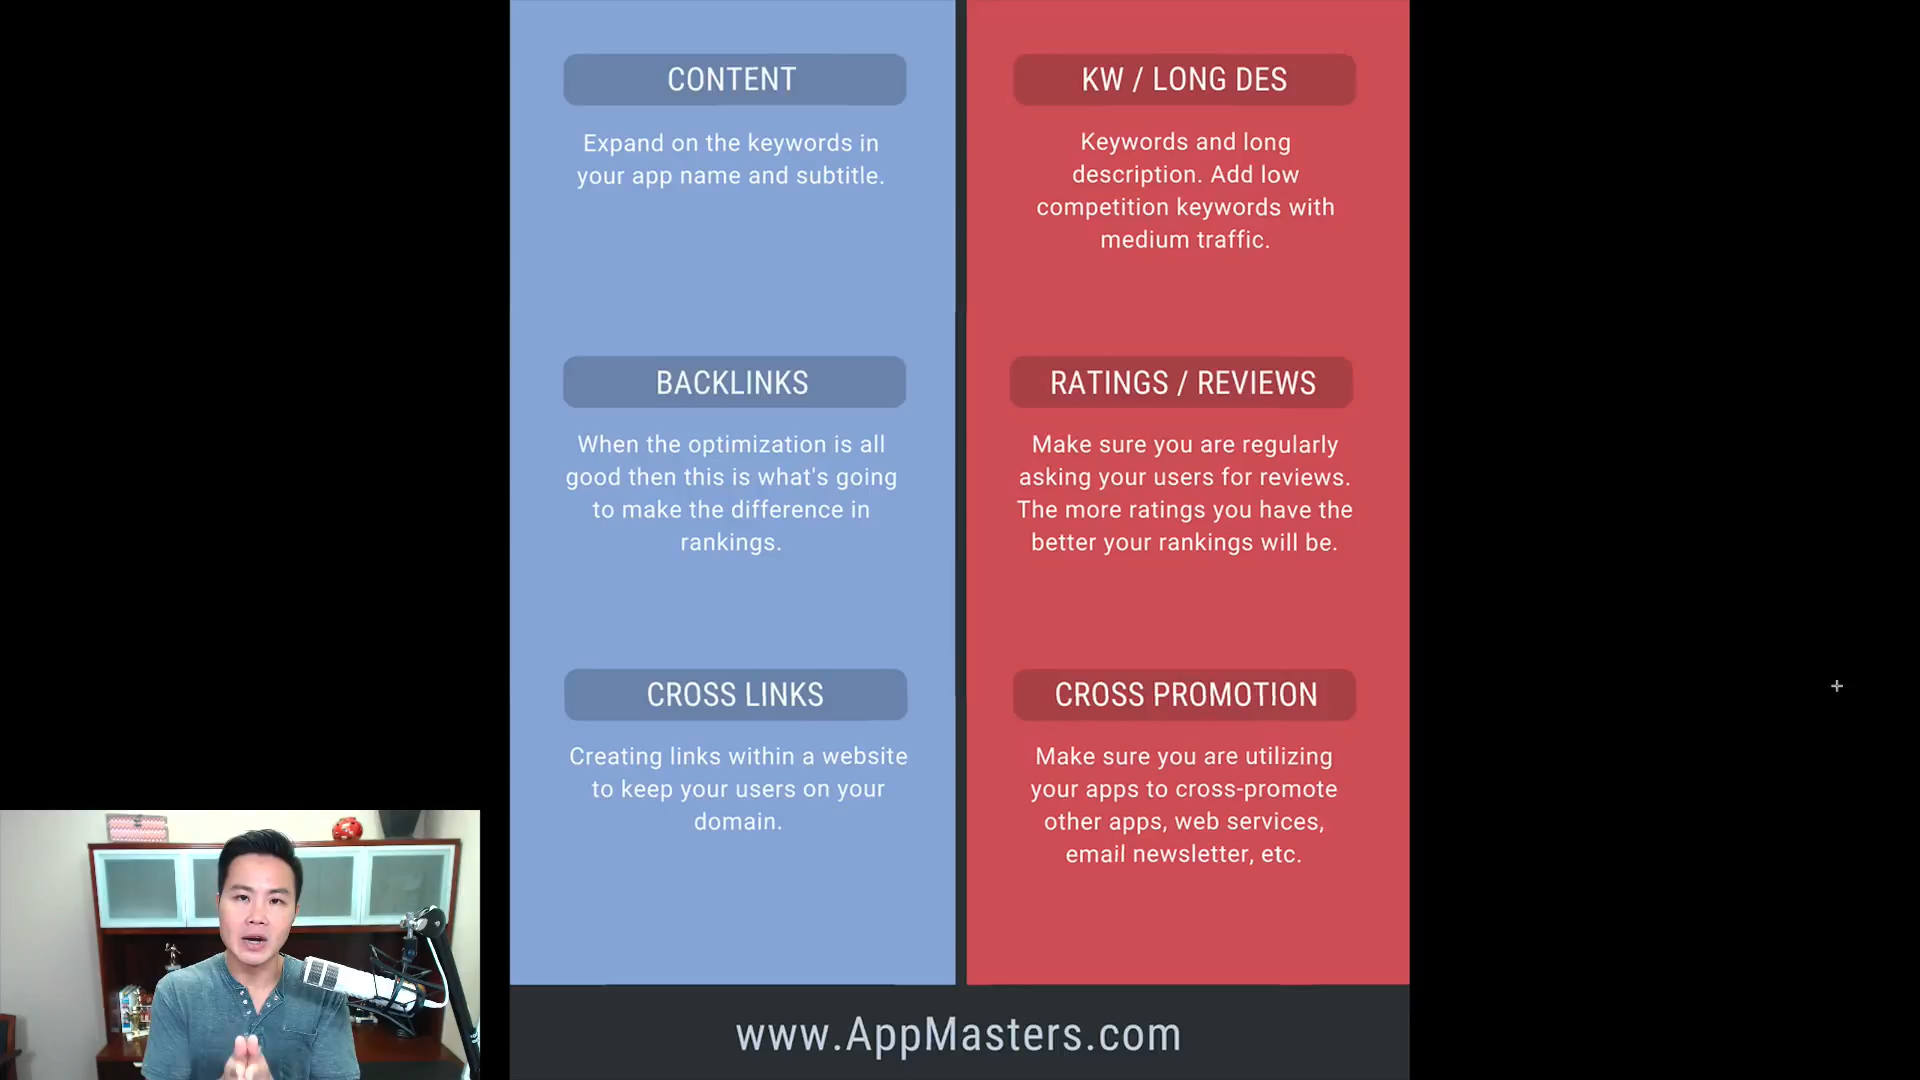 CONTENT
Expand on the keywords in
your app name and subtitle.
BACKLINKS
When the optimization is all
good then this is what's going
to make the difference in
rankings.
CROSS LINKS
Creating links within a website
to keep your users on your
domain.
KW / LONG DES
Keywords and long
description. Add low
competition keywords with
medium traffic.
RATINGS / REVIEWS
Make sure you are regularly
asking your users for reviews.
The more ratings you have the
better your rankings will be.
CROSS PROMOTION
Make sure you are utilizing
your apps to cross-promote
other apps, web services,
email newsletter, etc.
www.AppMasters.com